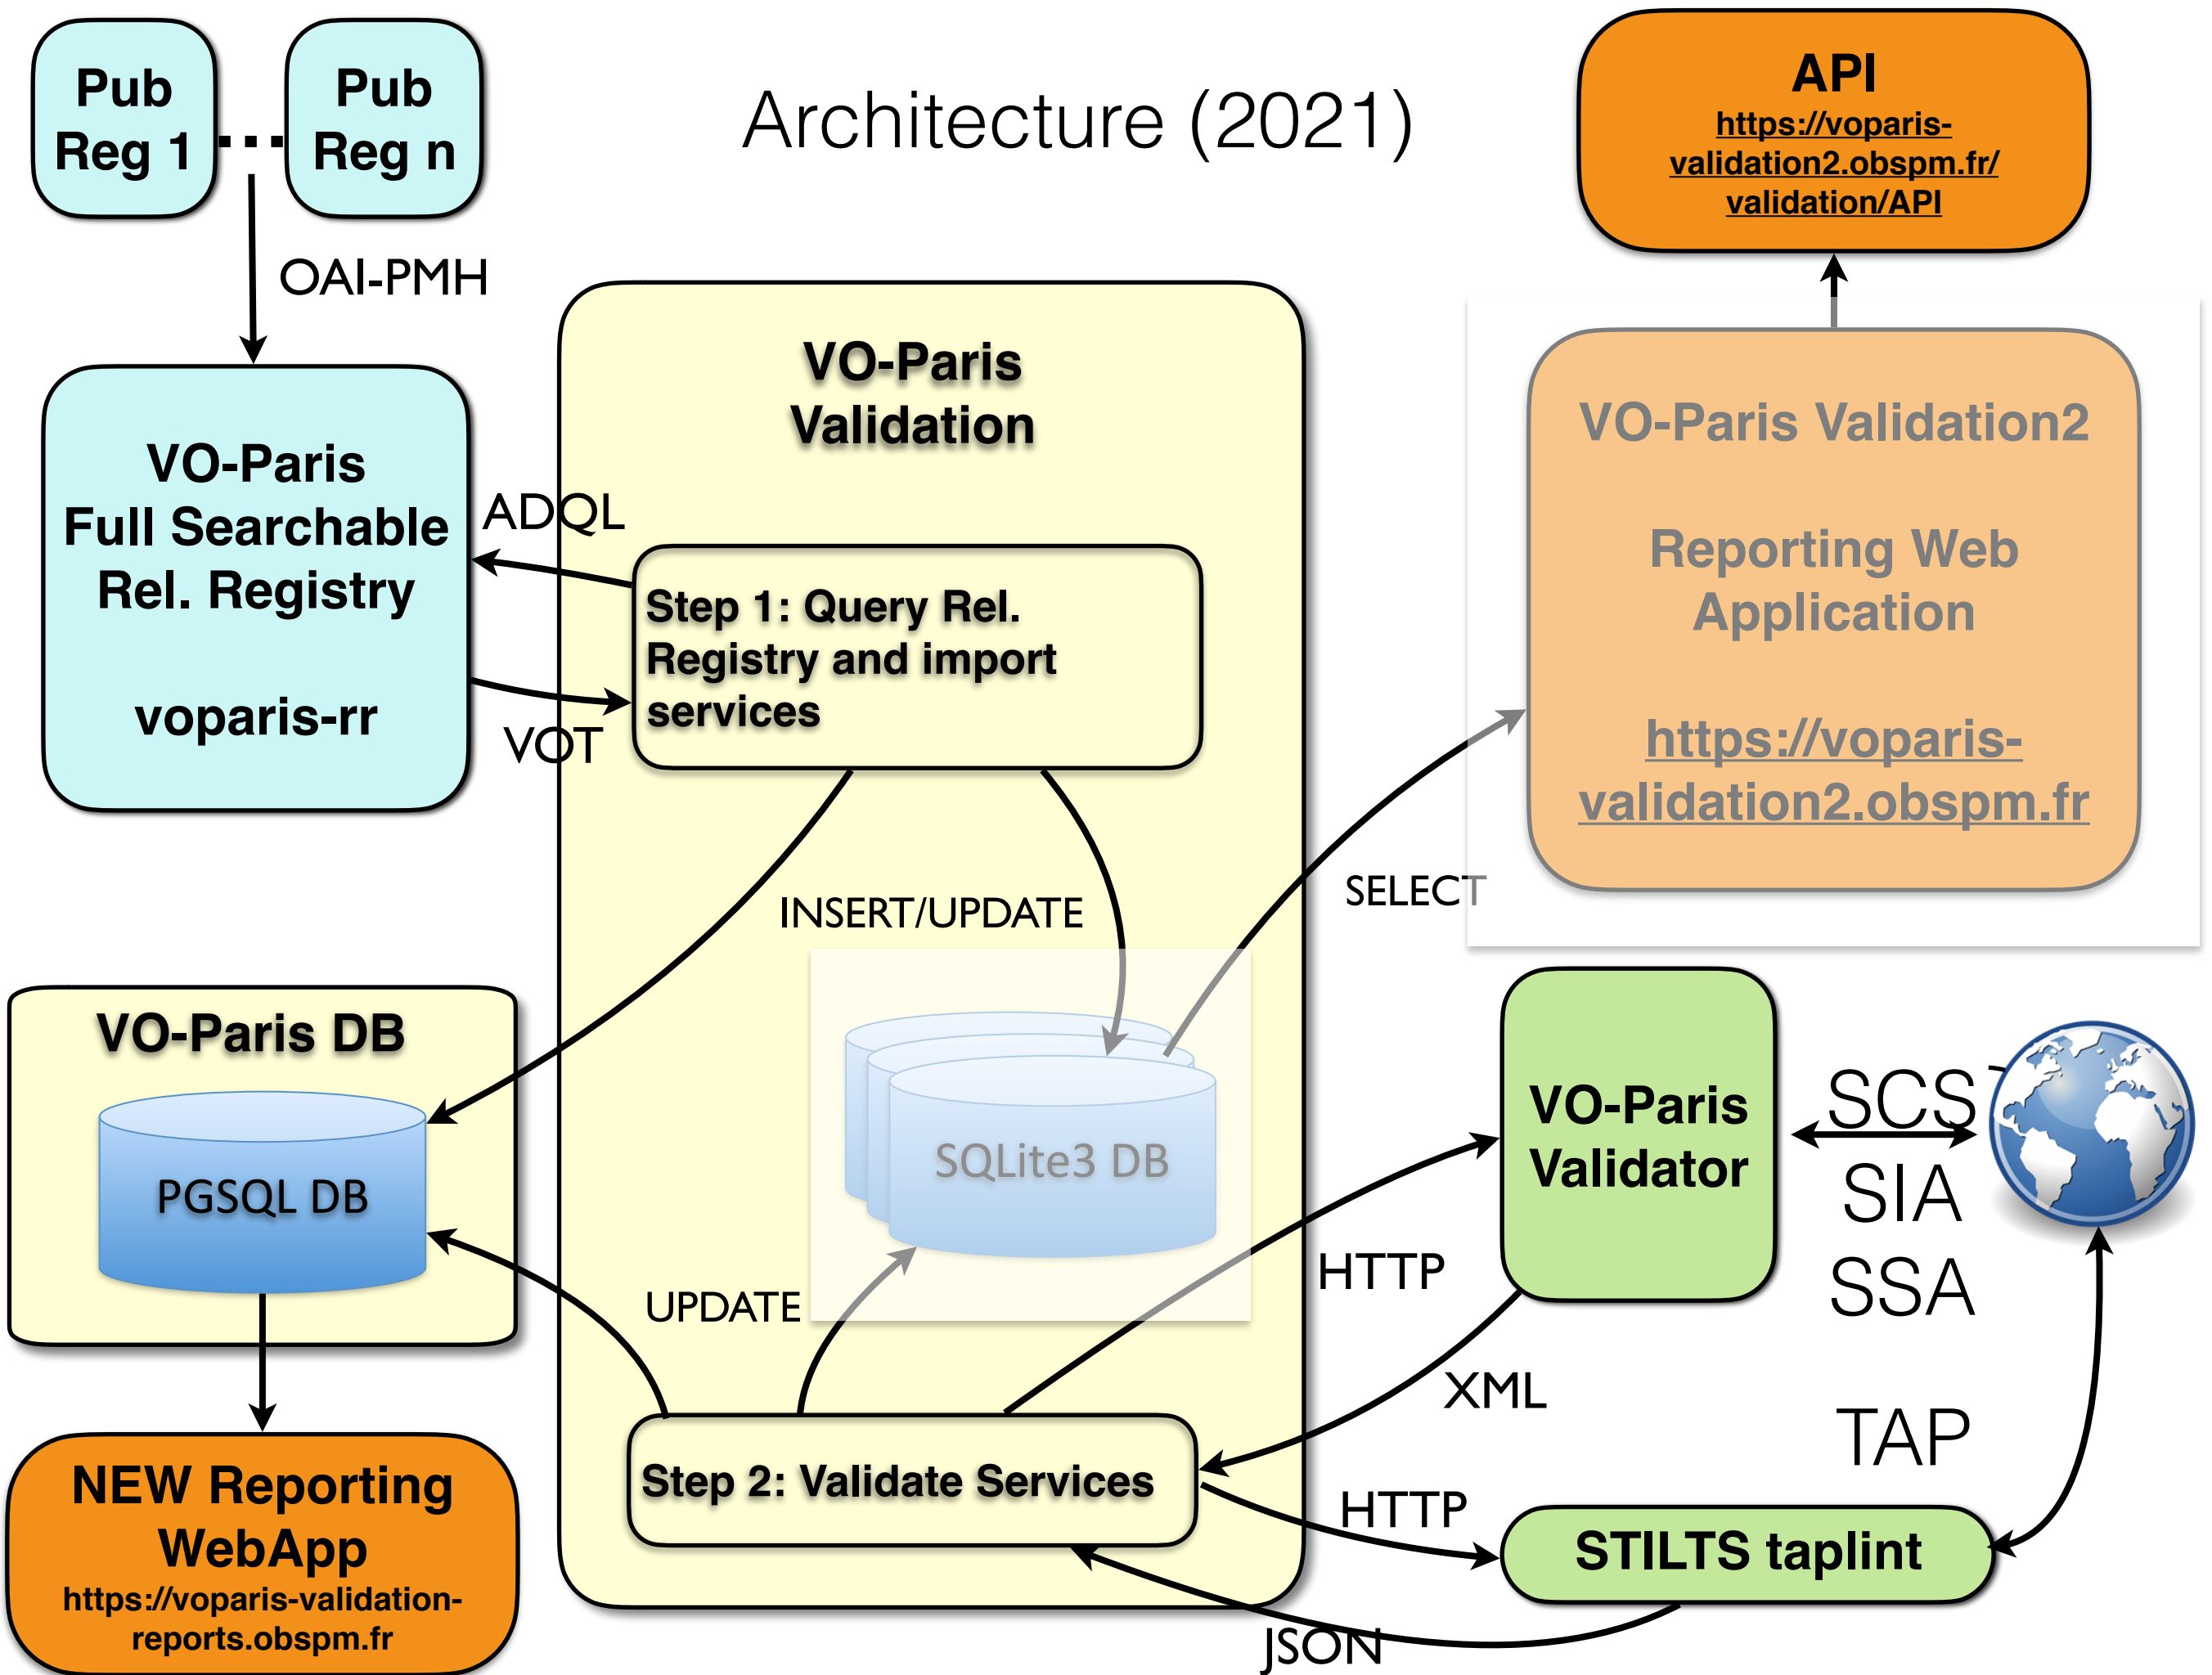 Architecture (2021)
Pub
Reg 1
...
Pub
Reg n
OAI-PMH
API
https://voparis-
validation2.obspm.fr/
validation/API
VO-Paris
Full Searchable
Rel. Registry
voparis-rr
ADQL
VOT
VO-Paris
Validation
Step 1: Query Rel.
Registry and import
services
INSERT/UPDATE
SELECT
VO-Paris Validation2
Reporting Web
Application
https://voparis-
validation2.obspm.fr
VO-Paris DB
PGSQL DB
SQLite3 DB
UPDATE
HTTP
XML
VO-Paris
Validator
SCS
SIA
SSA
TAP
Step 2: Validate Services
HTTP
JSON
STILTS taplint
NEW Reporting
WebApp
https://voparis-validation-
reports.obspm.fr